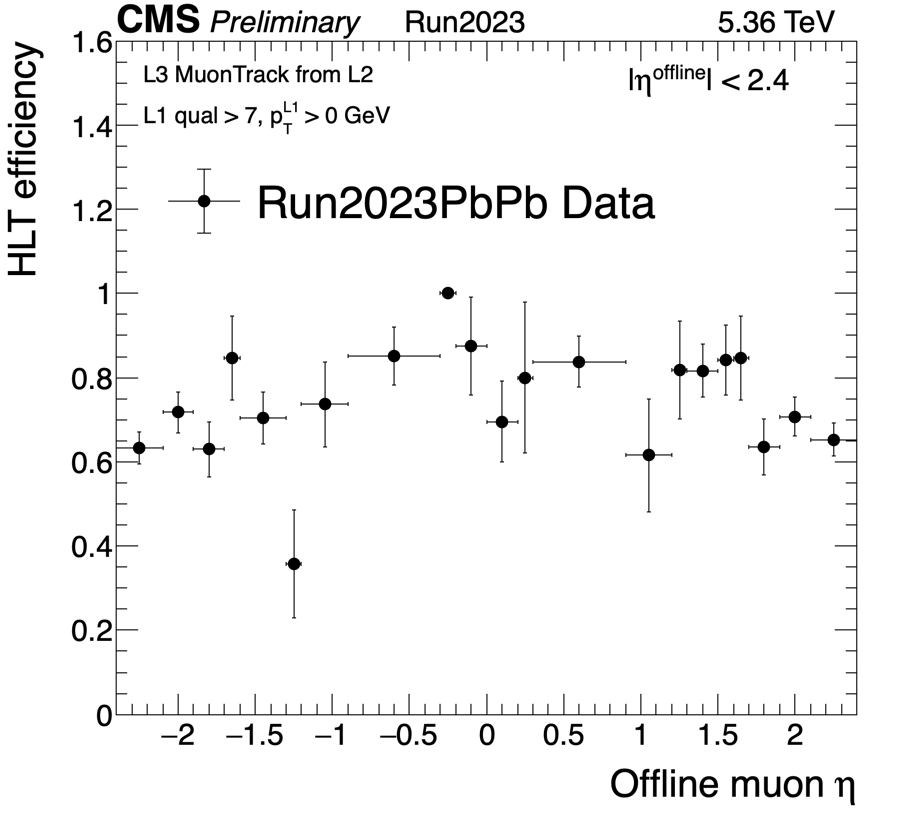 CMS Preliminary Run2023 5.36 TeV
HLT efficiency
L3 MuonTrack from L2
|η^offline| < 2.4
L1 qual > 7, p_T^L1 > 0 GeV
Run2023PbPb Data
1.6
1.4
1.2
1
0.8
0.6
0.4
0.2
0
−2 −1.5 −1 −0.5 0 0.5 1 1.5 2
Offline muon η